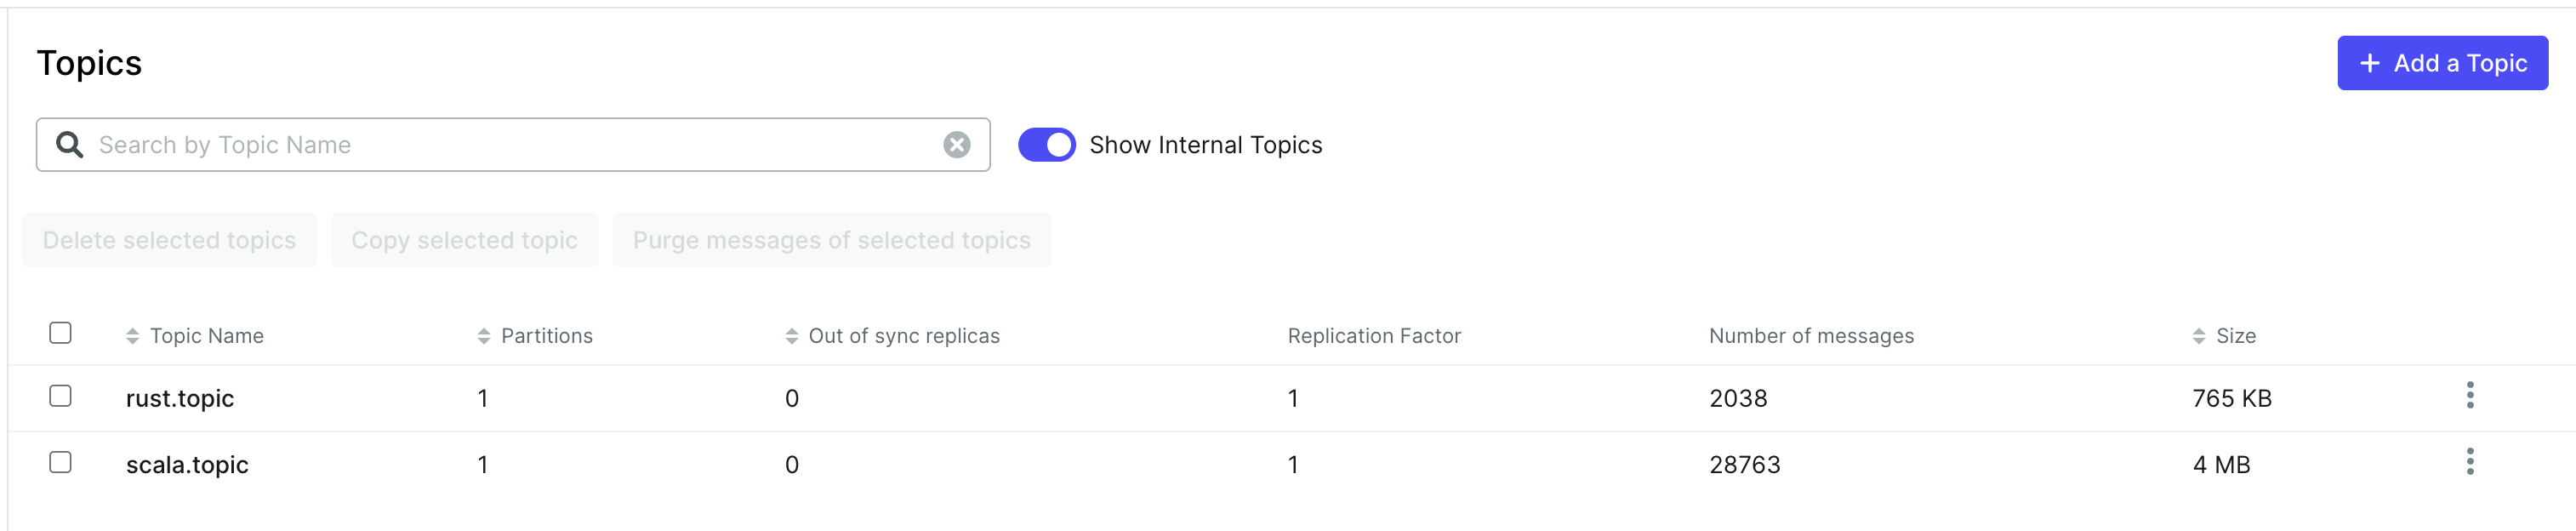 Topics
+ Add a Topic
Search by Topic Name
Show Internal Topics
Delete selected topics Copy selected topic Purge messages of selected topics
Topic Name Partitions Out of sync replicas Replication Factor Number of messages Size
rust.topic 1 0 1 2038 765 KB
scala.topic 1 0 1 28763 4 MB